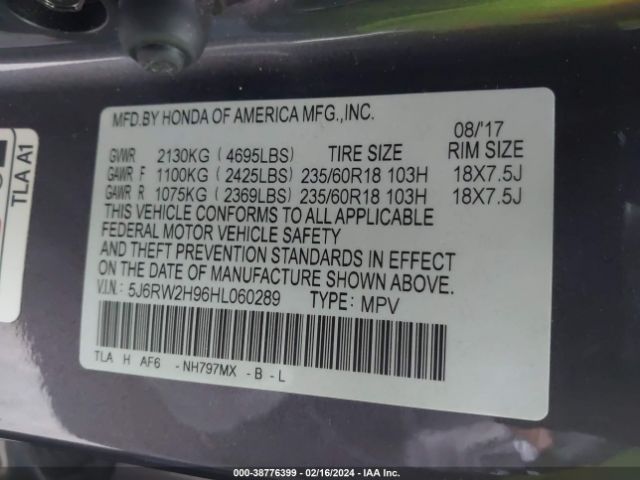 MFD.BY HONDA OF AMERICA MFG.,INC.
08/'17
GVWR 2130KG (4695LBS) TIRE SIZE RIM SIZE
GAWR F 1100KG (2425LBS) 235/60R18 103H 18X7.5J
GAWR R 1075KG (2369LBS) 235/60R18 103H 18X7.5J
THIS VEHICLE CONFORMS TO ALL APPLICABLE
FEDERAL MOTOR VEHICLE SAFETY
AND THEFT PREVENTION STANDARDS IN EFFECT
ON THE DATE OF MANUFACTURE SHOWN ABOVE.
V.I.N.: 5J6RW2H96HL060289 TYPE: MPV
TLA H AF6 - NH797MX - B - L
TLA A1
000-38776399 - 02/16/2024 - IAA Inc.